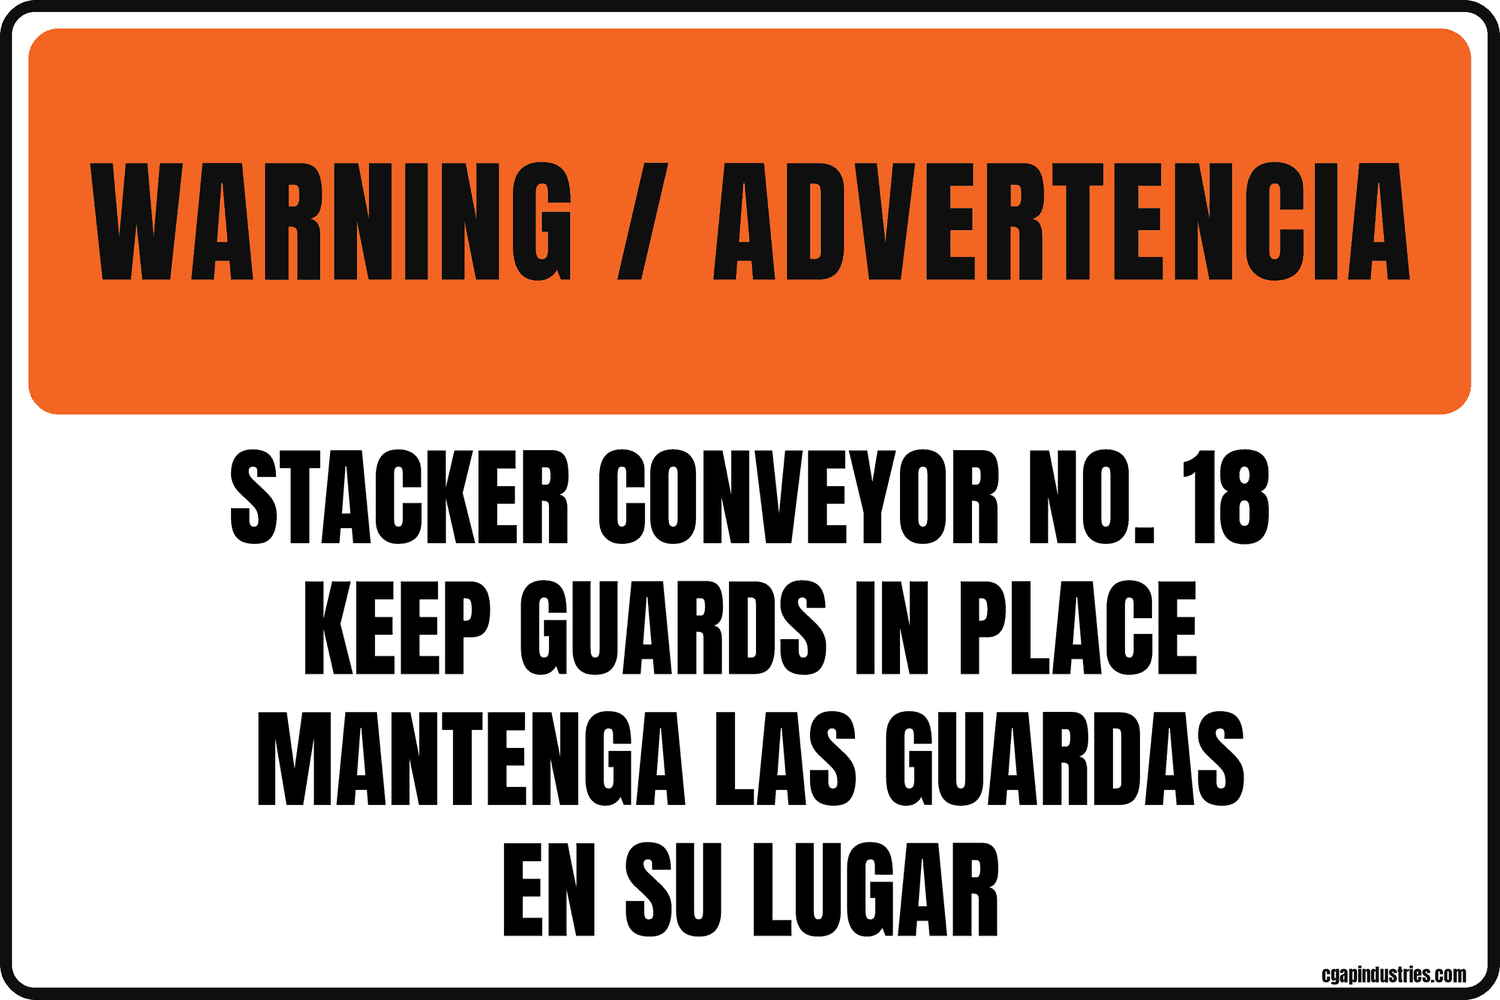 WARNING / ADVERTENCIA
STACKER CONVEYOR NO. 18
KEEP GUARDS IN PLACE
MANTENGA LAS GUARDAS
EN SU LUGAR
cgapindustries.com